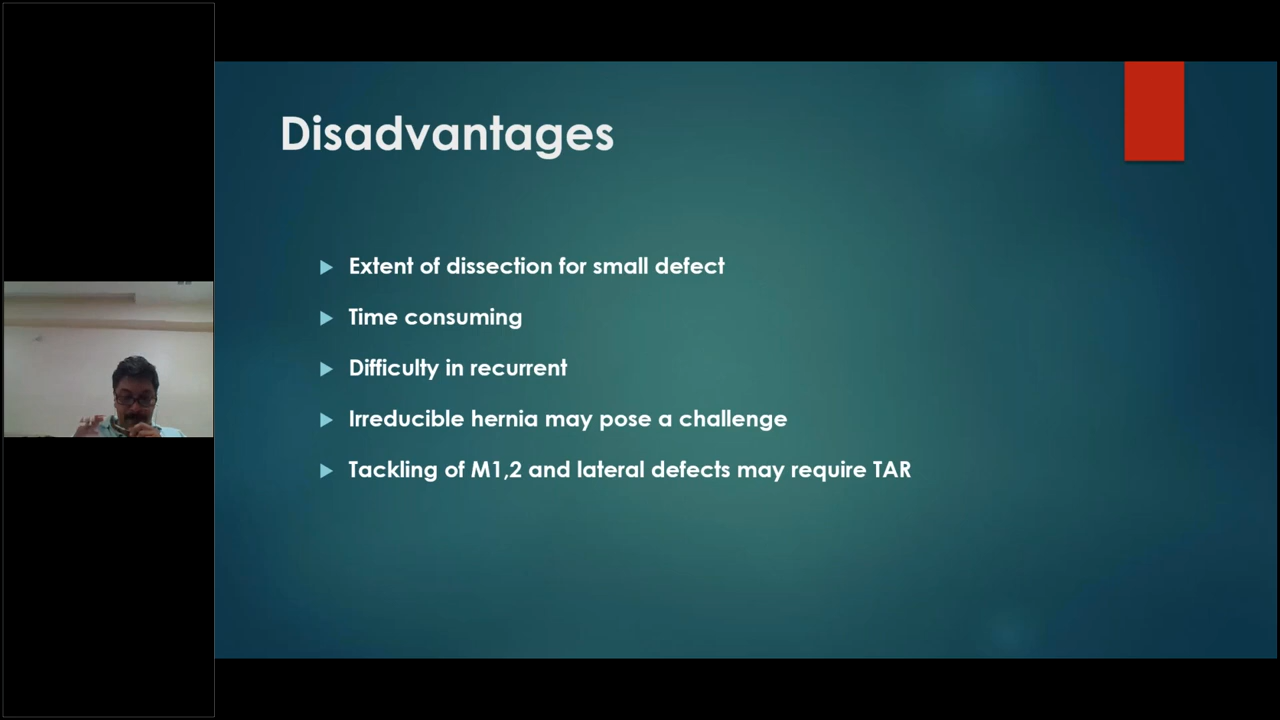 Disadvantages
Extent of dissection for small defect
Time consuming
Difficulty in recurrent
Irreducible hernia may pose a challenge
Tackling of M1,2 and lateral defects may require TAR